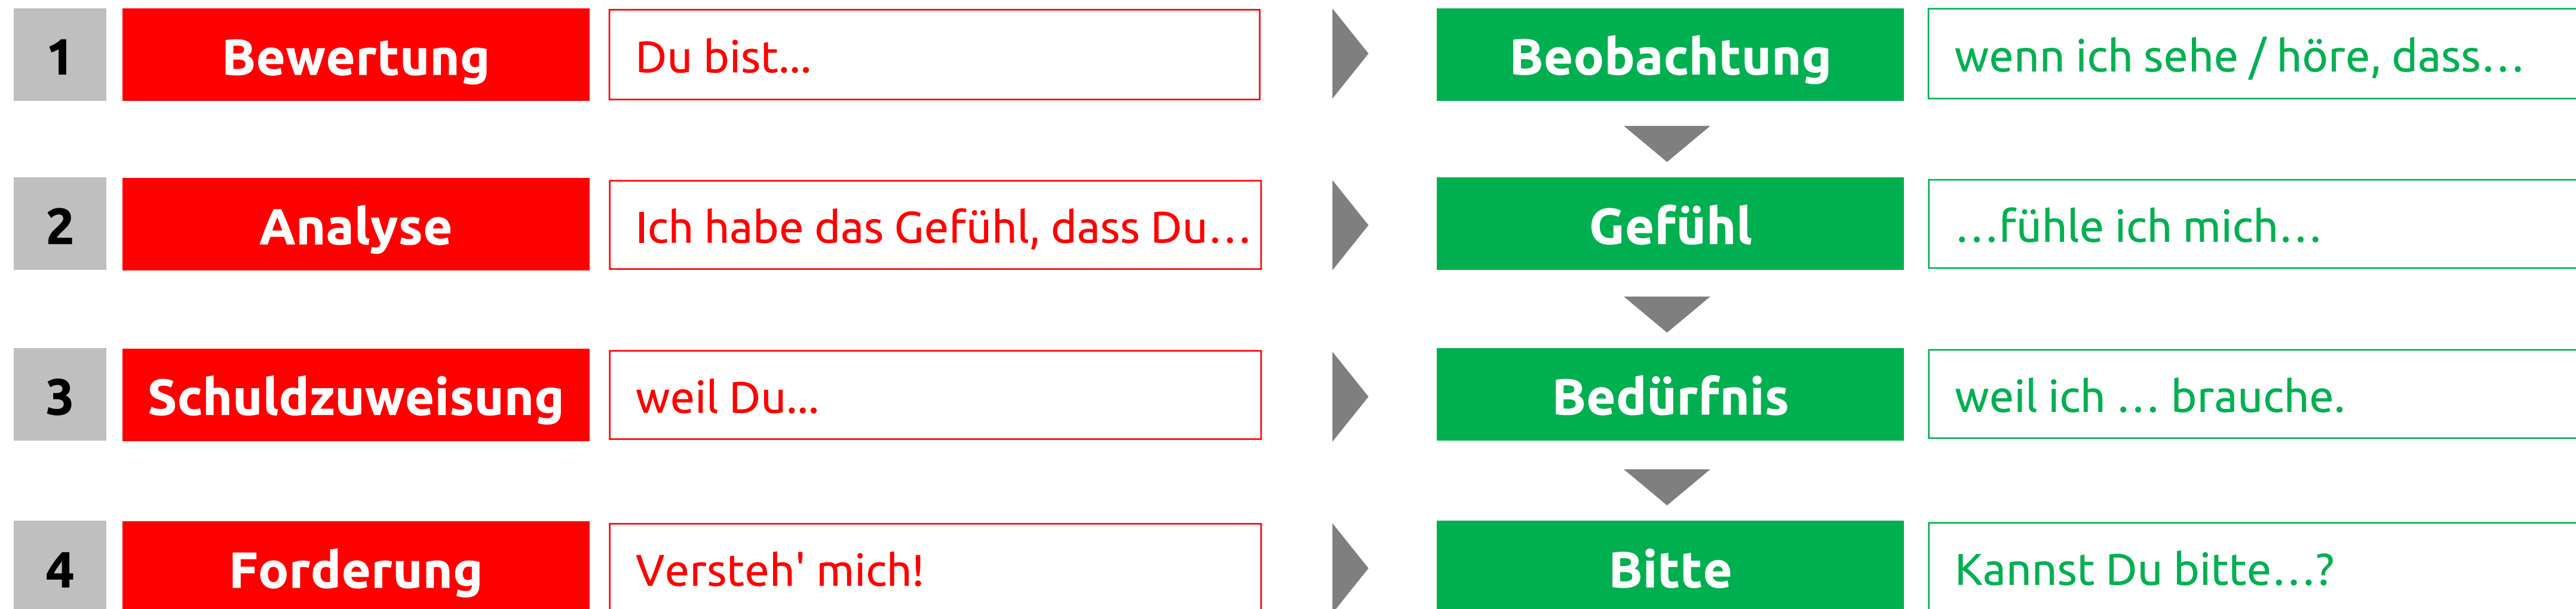 1 Bewertung Du bist... Beobachtung wenn ich sehe / höre, dass…
2 Analyse Ich habe das Gefühl, dass Du… Gefühl …fühle ich mich…
3 Schuldzuweisung weil Du... Bedürfnis weil ich … brauche.
4 Forderung Versteh' mich! Bitte Kannst Du bitte…?